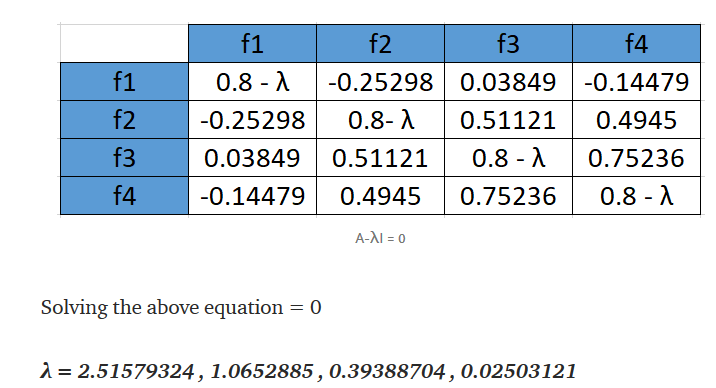 f1 f2 f3 f4
f1 0.8 - λ -0.25298 0.03849 -0.14479
f2 -0.25298 0.8- λ 0.51121 0.4945
f3 0.03849 0.51121 0.8 - λ 0.75236
f4 -0.14479 0.4945 0.75236 0.8 - λ
A-λI = 0
Solving the above equation = 0
λ = 2.51579324 , 1.0652885 , 0.39388704 , 0.02503121